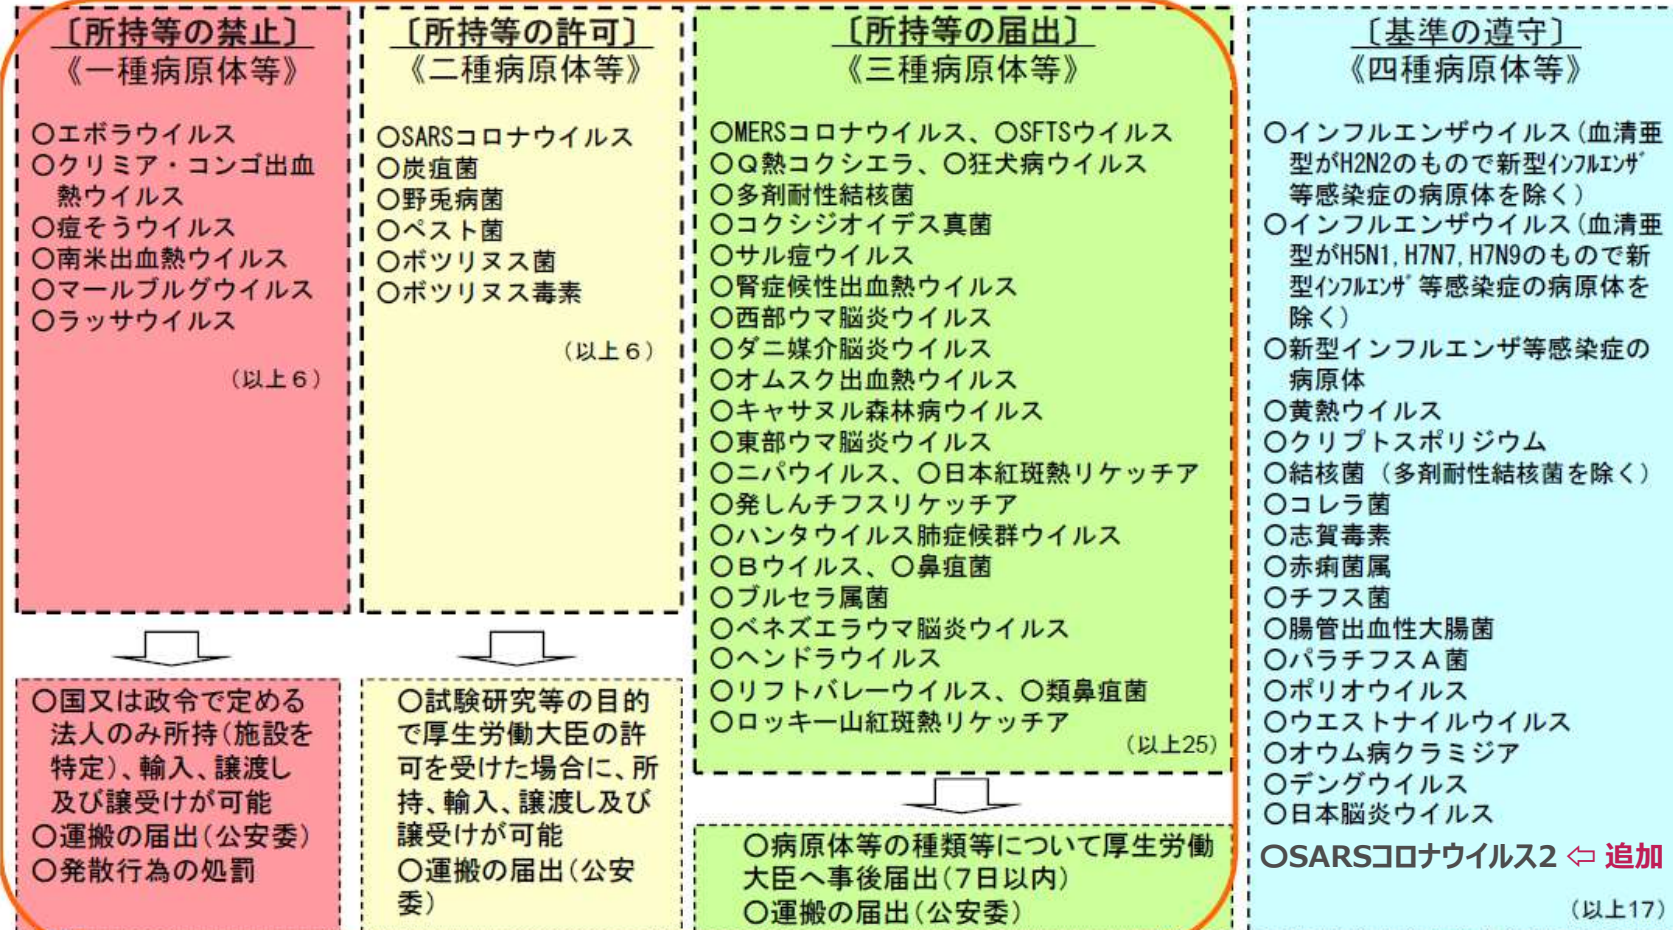 〔所持等の禁止〕
《一種病原体等》
○エボラウイルス
○クリミア・コンゴ出血
熱ウイルス
○痘そうウイルス
○南米出血熱ウイルス
○マールブルグウイルス
○ラッサウイルス
（以上６）
○国又は政令で定める
法人のみ所持（施設を
特定）、輸入、譲渡し
及び譲受けが可能
○運搬の届出（公安委）
○発散行為の処罰
〔所持等の許可〕
《二種病原体等》
○SARSコロナウイルス
○炭疽菌
○野兎病菌
○ペスト菌
○ボツリヌス菌
○ボツリヌス毒素
（以上６）
○試験研究等の目的
で厚生労働大臣の許
可を受けた場合に、所
持、輸入、譲渡し及び
譲受けが可能
○運搬の届出（公安
委）
〔所持等の届出〕
《三種病原体等》
○MERSコロナウイルス、○SFTSウイルス
○Ｑ熱コクシエラ、○狂犬病ウイルス
○多剤耐性結核菌
○コクシジオイデス真菌
○サル痘ウイルス
○腎症候性出血熱ウイルス
○西部ウマ脳炎ウイルス
○ダニ媒介脳炎ウイルス
○オムスク出血熱ウイルス
○キャサヌル森林病ウイルス
○東部ウマ脳炎ウイルス
○ニパウイルス、○日本紅斑熱リケッチア
○発しんチフスリケッチア
○ハンタウイルス肺症候群ウイルス
○Ｂウイルス、○鼻疽菌
○ブルセラ属菌
○ベネズエラウマ脳炎ウイルス
○ヘンドラウイルス
○リフトバレーウイルス、○類鼻疽菌
○ロッキー山紅斑熱リケッチア
（以上25）
○病原体等の種類等について厚生労働
大臣へ事後届出（7日以内）
○運搬の届出（公安委）
〔基準の遵守〕
《四種病原体等》
○インフルエンザウイルス（血清亜
型がH2N2のもので新型ｲﾝﾌﾙｴﾝｻﾞ
等感染症の病原体を除く）
○インフルエンザウイルス（血清亜
型がH5N1,H7N7,H7N9のもので新
型ｲﾝﾌﾙｴﾝｻﾞ等感染症の病原体を
除く）
○新型インフルエンザ等感染症の
病原体
○黄熱ウイルス
○クリプトスポリジウム
○結核菌（多剤耐性結核菌を除く）
○コレラ菌
○志賀毒素
○赤痢菌属
○チフス菌
○腸管出血性大腸菌
○パラチフスＡ菌
○ポリオウイルス
○ウエストナイルウイルス
○オウム病クラミジア
○デングウイルス
○日本脳炎ウイルス
○SARSコロナウイルス2 ⇦ 追加
（以上17）